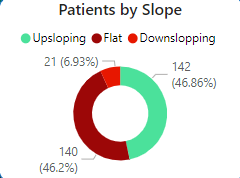 Patients by Slope
Upsloping Flat Downslopping
21 (6.93%)
142
(46.86%)
140
(46.2%)